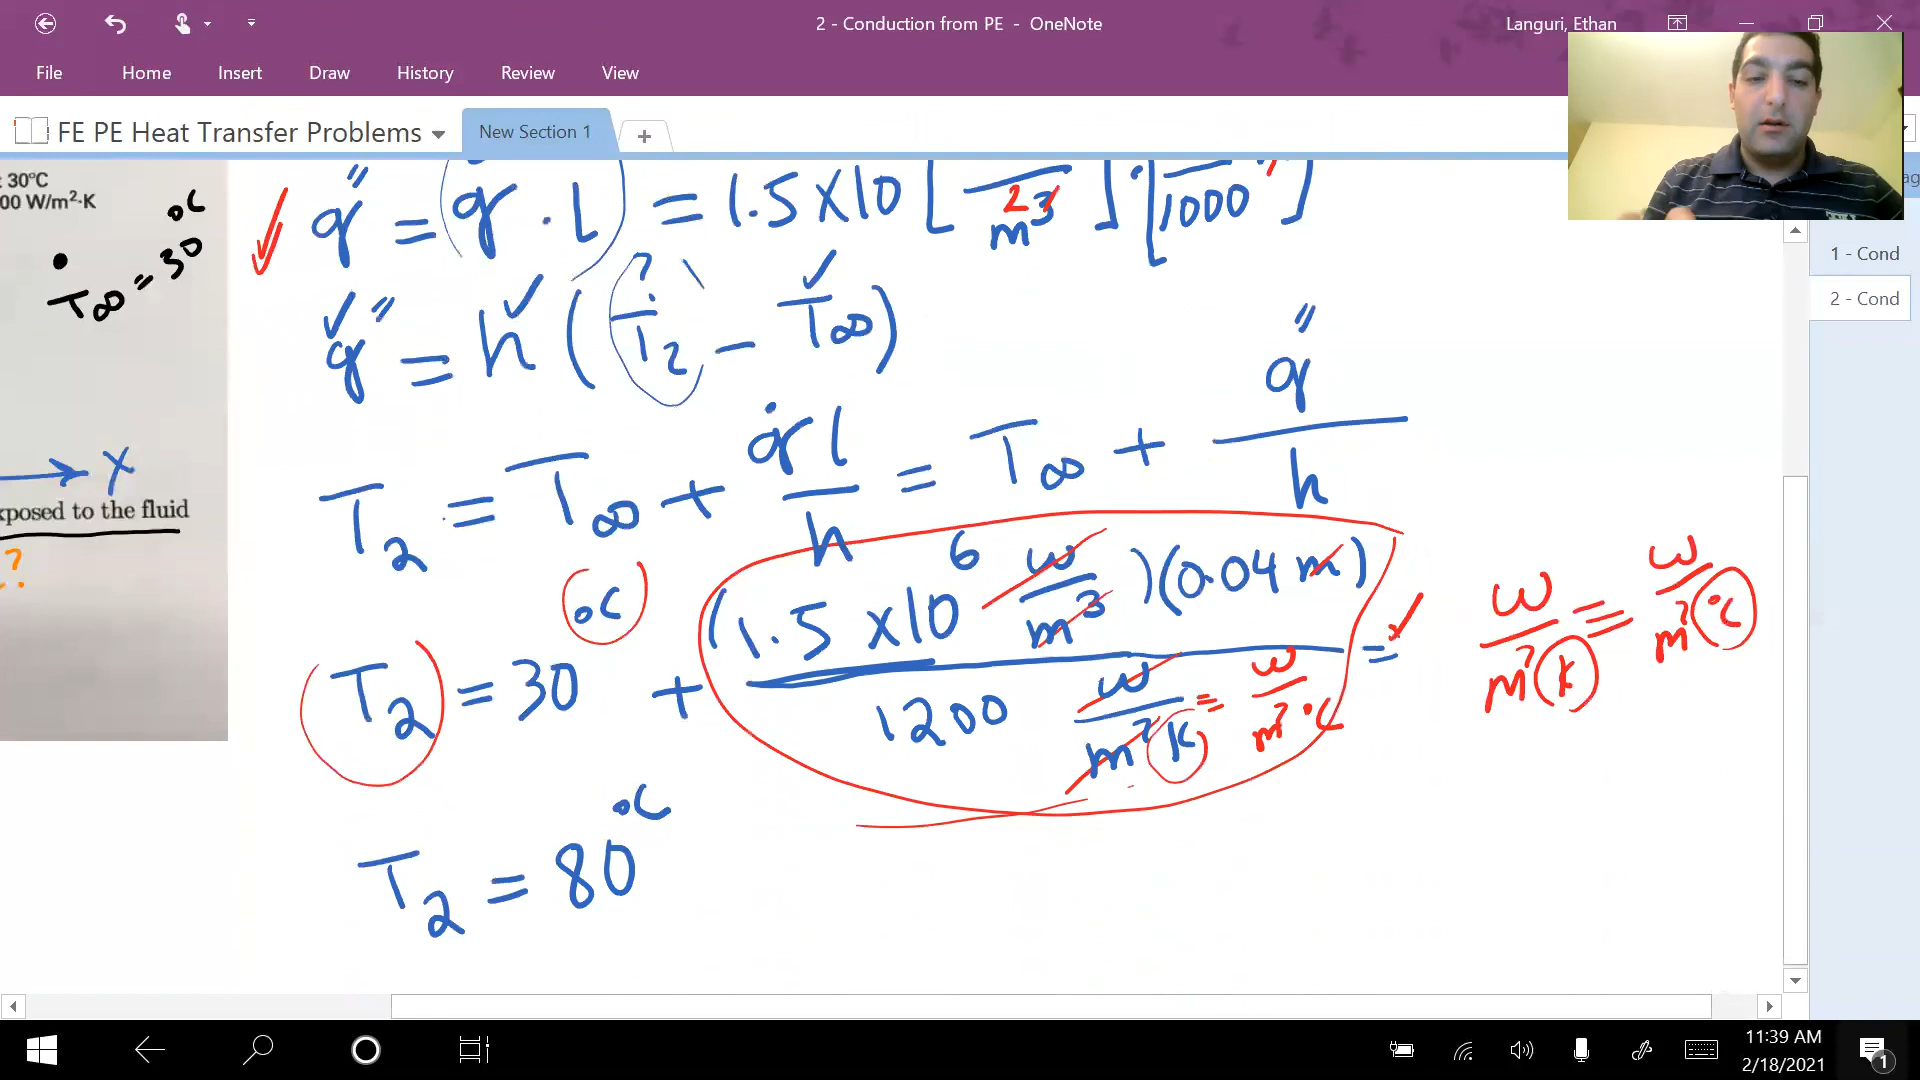 2 - Conduction from PE - OneNote
Languri, Ethan
File Home Insert Draw History Review View
FE PE Heat Transfer Problems
New Section 1
+
1 - Cond
2 - Cond
30°C
00 W/m²·K
°C
T∞ = 30
x
xposed to the fluid
?
q̈ = q · L = 1.5 × 10 [ / m³ 2 ] · [ / 1000 ]
q" = h ( T₂ - T∞ )
?
T₂ = T∞ + q̇ L / h = T∞ + q" / h
T₂ = 30 °C + (1.5 × 10⁶ w/m³)(0.04 m) / 1200 w/m²K = w/m²°C =
w/m²K ≡ w/m²°C
T₂ = 80 °C
11:39 AM
2/18/2021
1